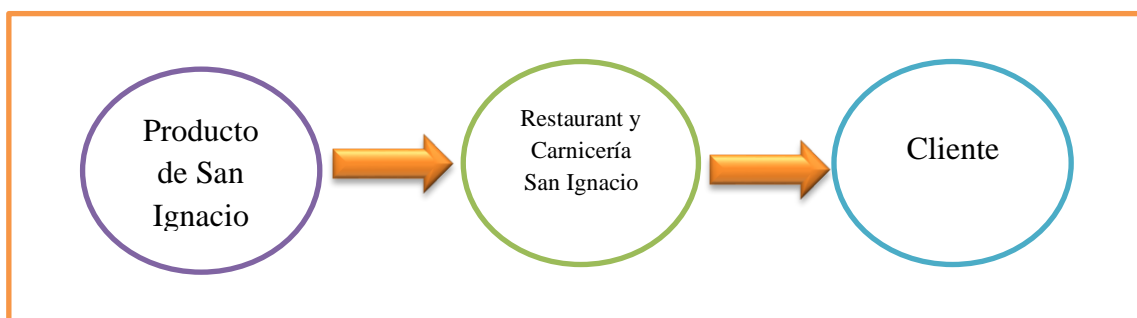 Producto
de San
Ignacio
Restaurant y
Carnicería
San Ignacio
Cliente